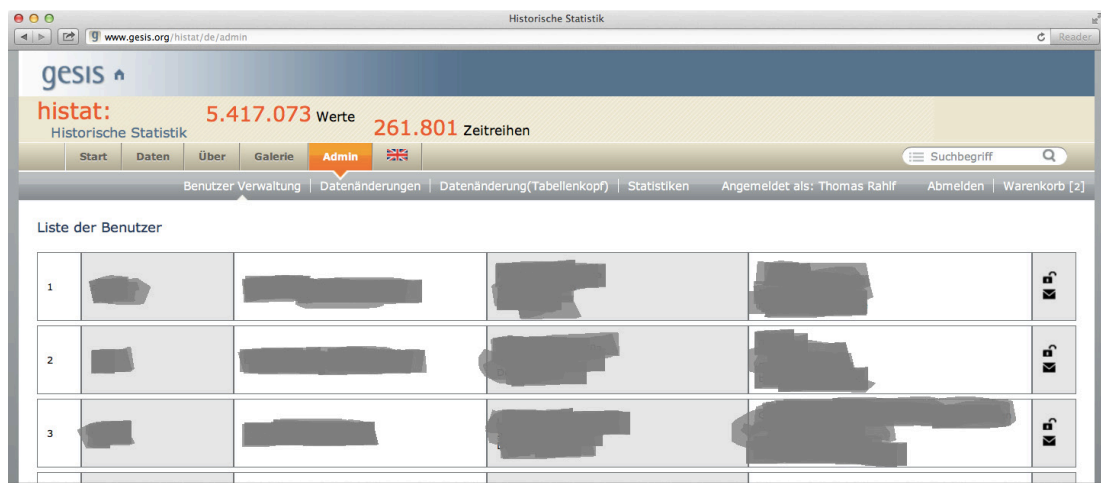 Historische Statistik
www.gesis.org/histat/de/admin
Reader
gesis
histat:
Historische Statistik
5.417.073 Werte
261.801 Zeitreihen
Start Daten Über Galerie Admin
Suchbegriff
Benutzer Verwaltung | Datenänderungen | Datenänderung(Tabellenkopf) | Statistiken Angemeldet als: Thomas Rahlf Abmelden | Warenkorb [2]
Liste der Benutzer
1
2
3